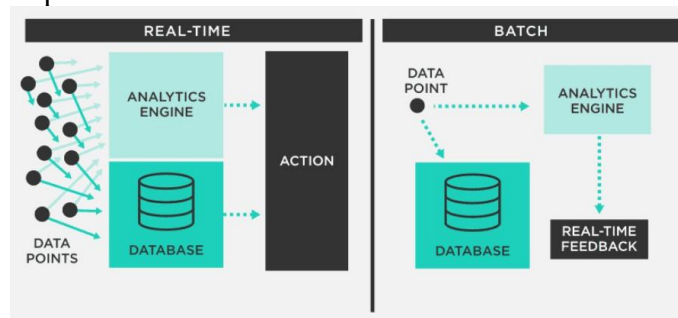 REAL-TIME
ANALYTICS
ENGINE
ACTION
DATABASE
DATA
POINTS
BATCH
DATA
POINT
ANALYTICS
ENGINE
DATABASE
REAL-TIME
FEEDBACK